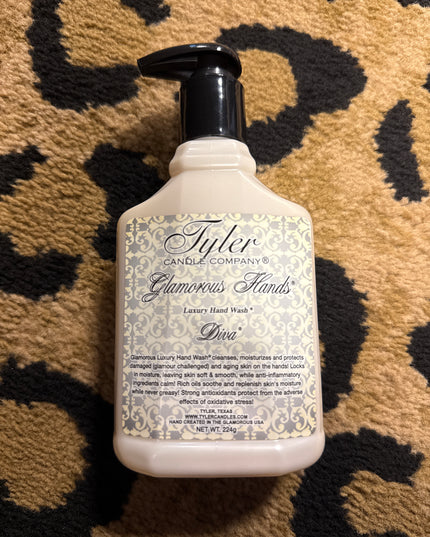 Tyler
CANDLE COMPANY®
Glamorous Hands®
Luxury Hand Wash®
Diva®
Glamorous Luxury Hand Wash® cleanses, moisturizes and protects
damaged (glamour challenged) and aging skin on the hands! Locks
in moisture, leaving skin soft & smooth, while anti-inflammatory
ingredients calm! Rich oils soothe and replenish skin's moisture
while never greasy! Strong antioxidants protect from the adverse
effects of oxidative stress!
TYLER, TEXAS
WWW.TYLERCANDLES.COM
HAND CREATED IN THE GLAMOROUS USA
NET WT. 224g